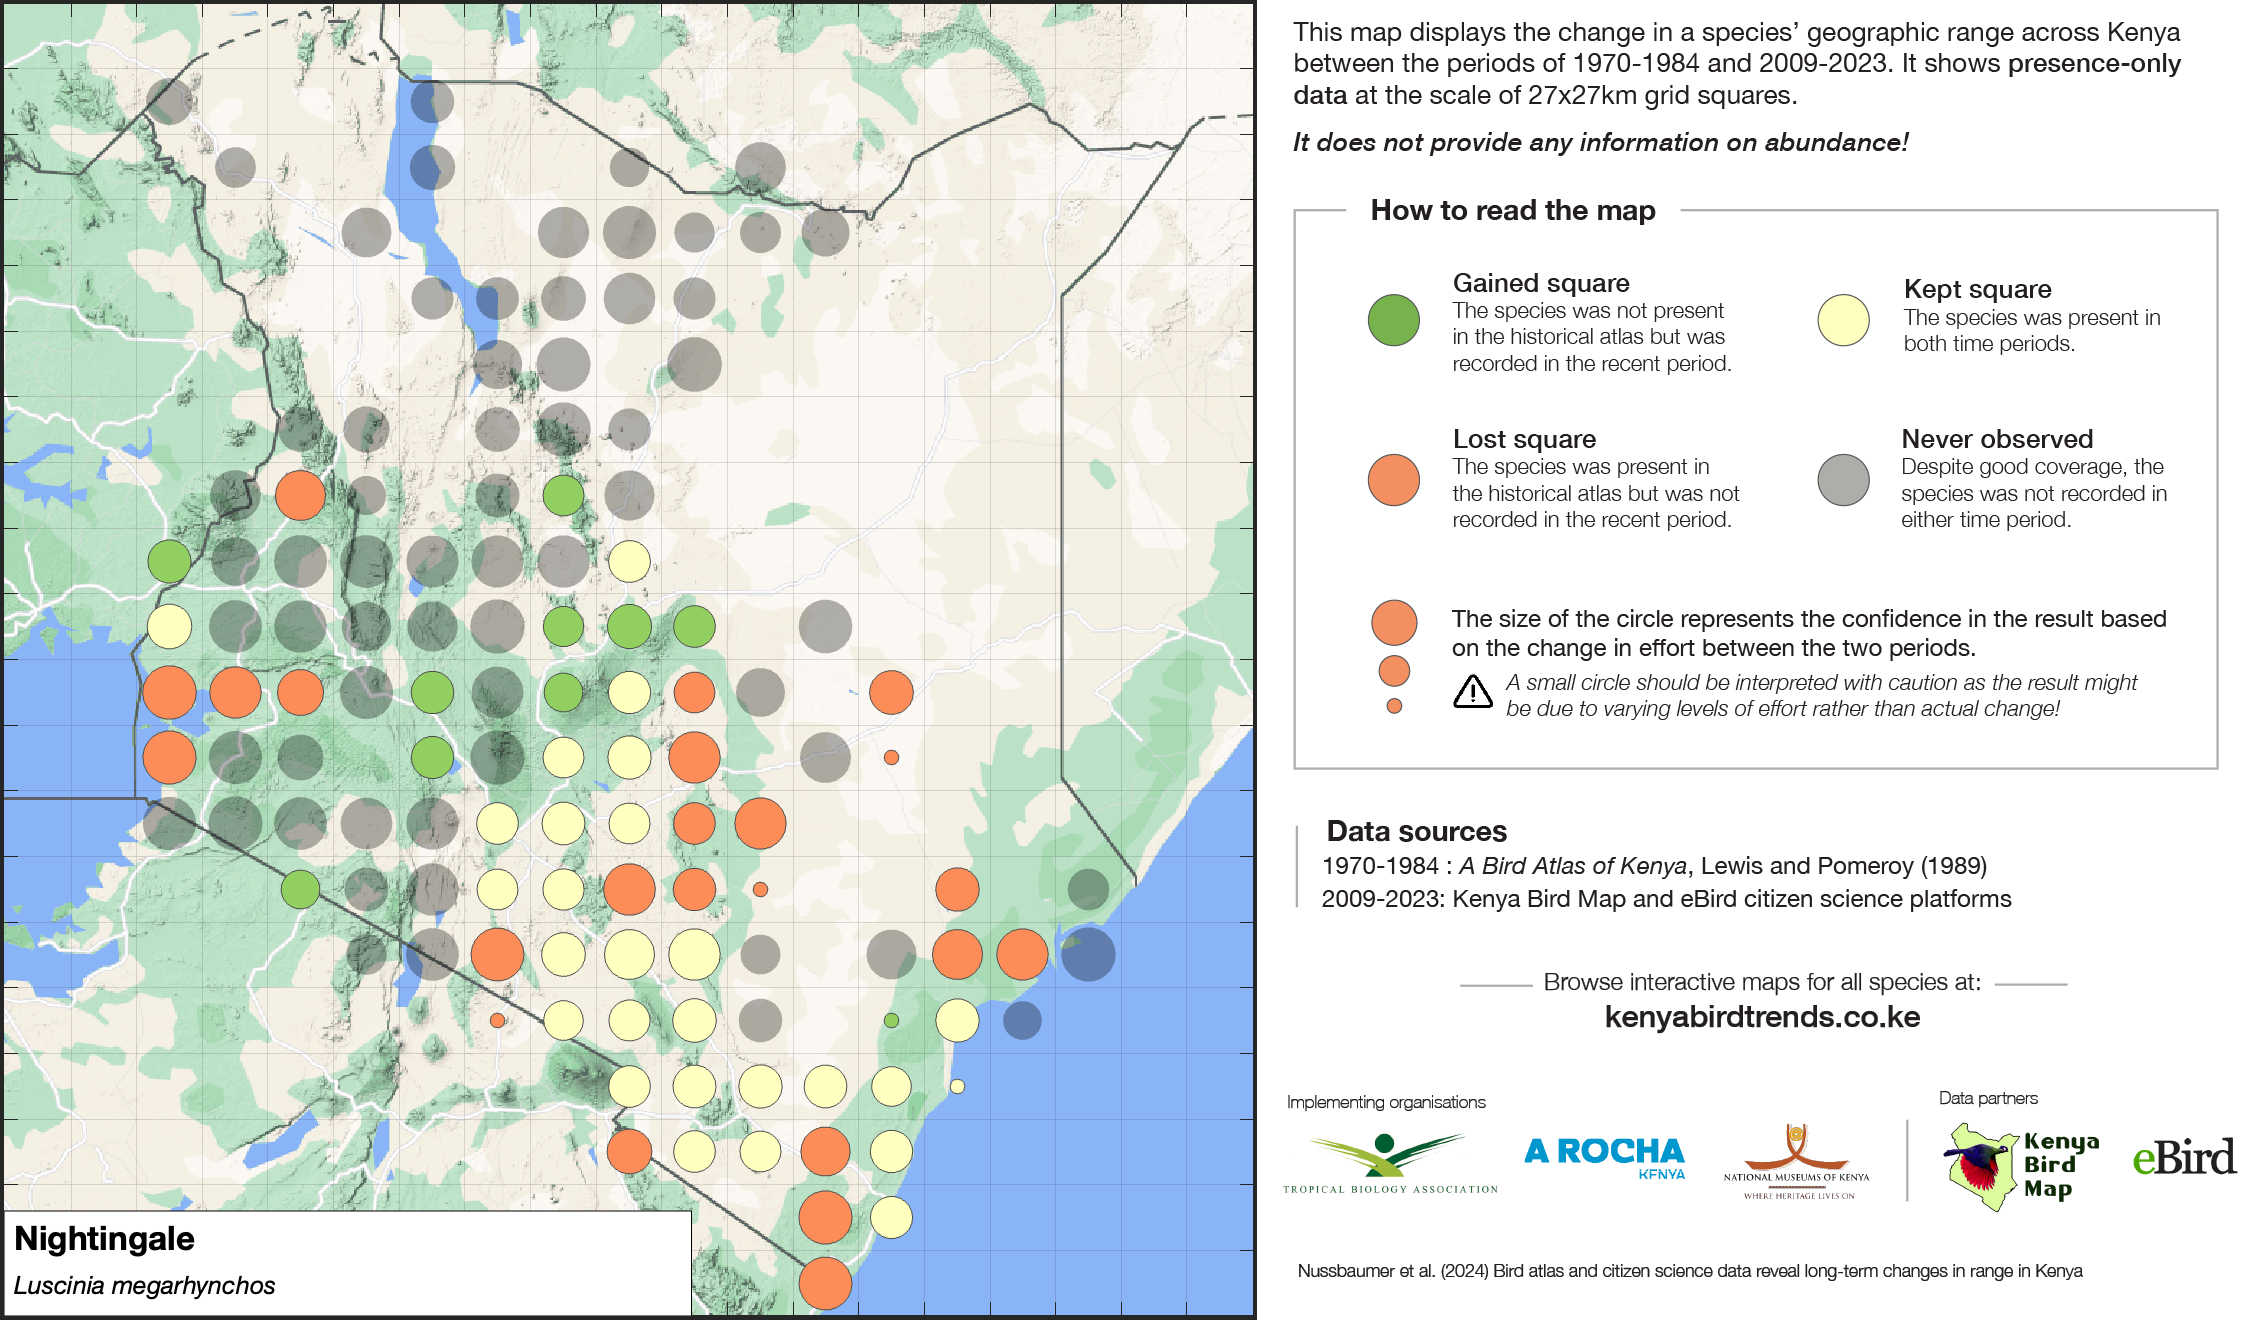 This map displays the change in a species’ geographic range across Kenya
between the periods of 1970-1984 and 2009-2023. It shows presence-only
data at the scale of 27x27km grid squares.
It does not provide any information on abundance!
How to read the map
Gained square
The species was not present
in the historical atlas but was
recorded in the recent period.
Kept square
The species was present in
both time periods.
Lost square
The species was present in
the historical atlas but was not
recorded in the recent period.
Never observed
Despite good coverage, the
species was not recorded in
either time period.
The size of the circle represents the confidence in the result based
on the change in effort between the two periods.
A small circle should be interpreted with caution as the result might
be due to varying levels of effort rather than actual change!
Data sources
1970-1984 : A Bird Atlas of Kenya, Lewis and Pomeroy (1989)
2009-2023: Kenya Bird Map and eBird citizen science platforms
Browse interactive maps for all species at:
kenyabirdtrends.co.ke
Implementing organisations
Data partners
TROPICAL BIOLOGY ASSOCIATION
A ROCHA
KENYA
NATIONAL MUSEUMS OF KENYA
WHERE HERITAGE LIVES ON
Kenya
Bird
Map
eBird
Nussbaumer et al. (2024) Bird atlas and citizen science data reveal long-term changes in range in Kenya
Nightingale
Luscinia megarhynchos